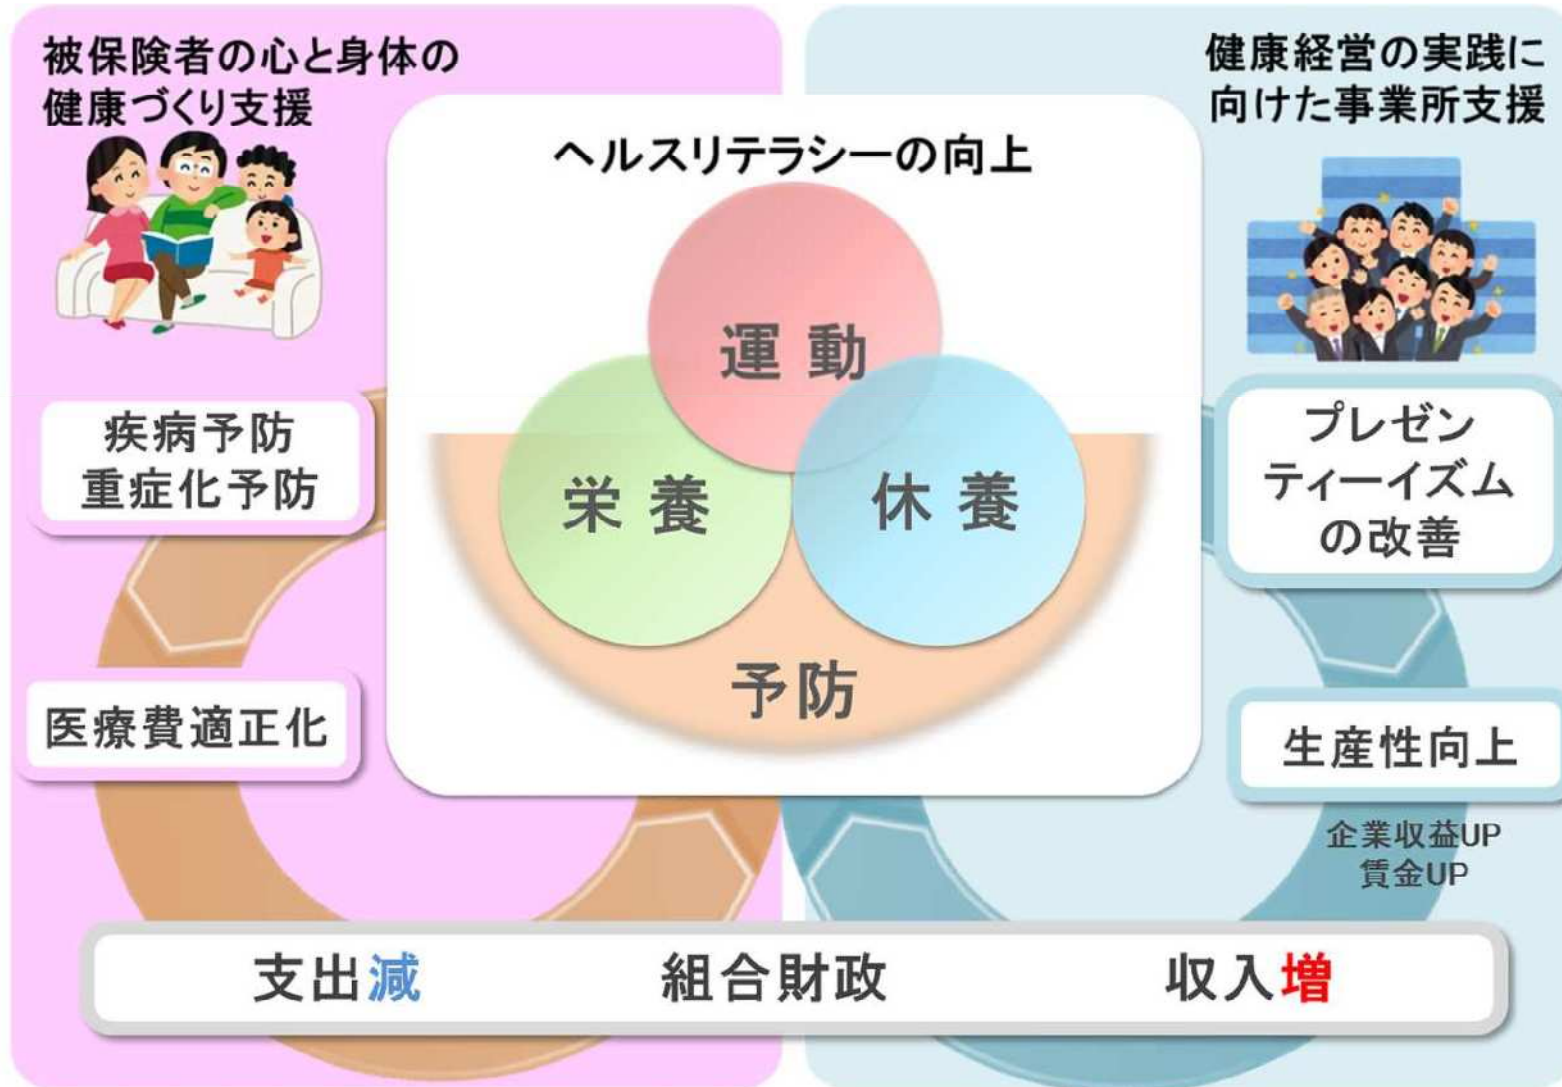 被保険者の心と身体の
健康づくり支援
健康経営の実践に
向けた事業所支援
ヘルスリテラシーの向上
運動
栄養
休養
予防
疾病予防
重症化予防
医療費適正化
プレゼン
ティーイズム
の改善
生産性向上
企業収益UP
賃金UP
支出減
組合財政
収入増